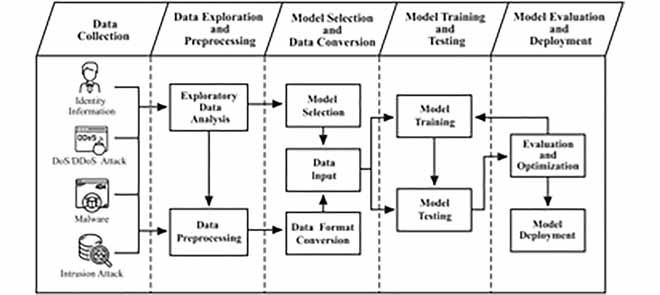 Data
Collection
Data Exploration
and
Preprocessing
Model Selection
and
Data Conversion
Model Training
and
Testing
Model Evaluation
and
Deployment
Identity
Information
DDoS
DoS/DDoS Attack
Malware
Intrusion Attack
Exploratory
Data
Analysis
Data
Preprocessing
Model
Selection
Data
Input
Data Format
Conversion
Model
Training
Model
Testing
Evaluation
and
Optimization
Model
Deployment